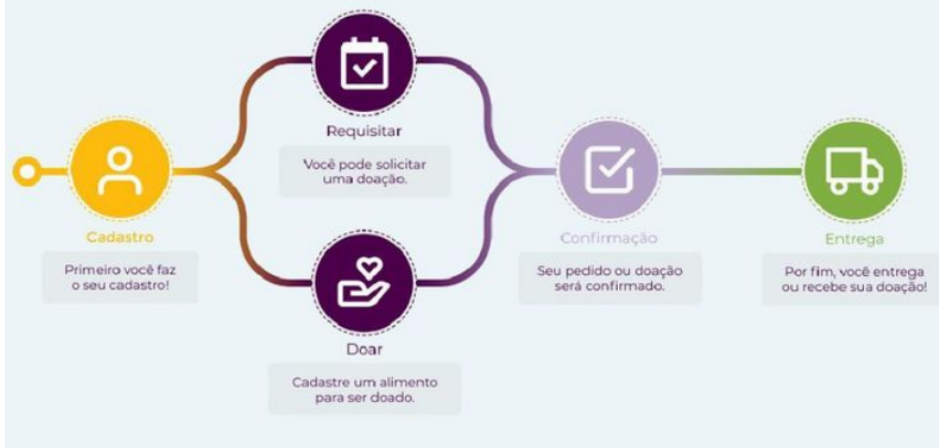 Cadastro
Primeiro você faz
o seu cadastro!
Requisitar
Você pode solicitar
uma doação.
Doar
Cadastre um alimento
para ser doado.
Confirmação
Seu pedido ou doação
será confirmado.
Entrega
Por fim, você entrega
ou recebe sua doação!